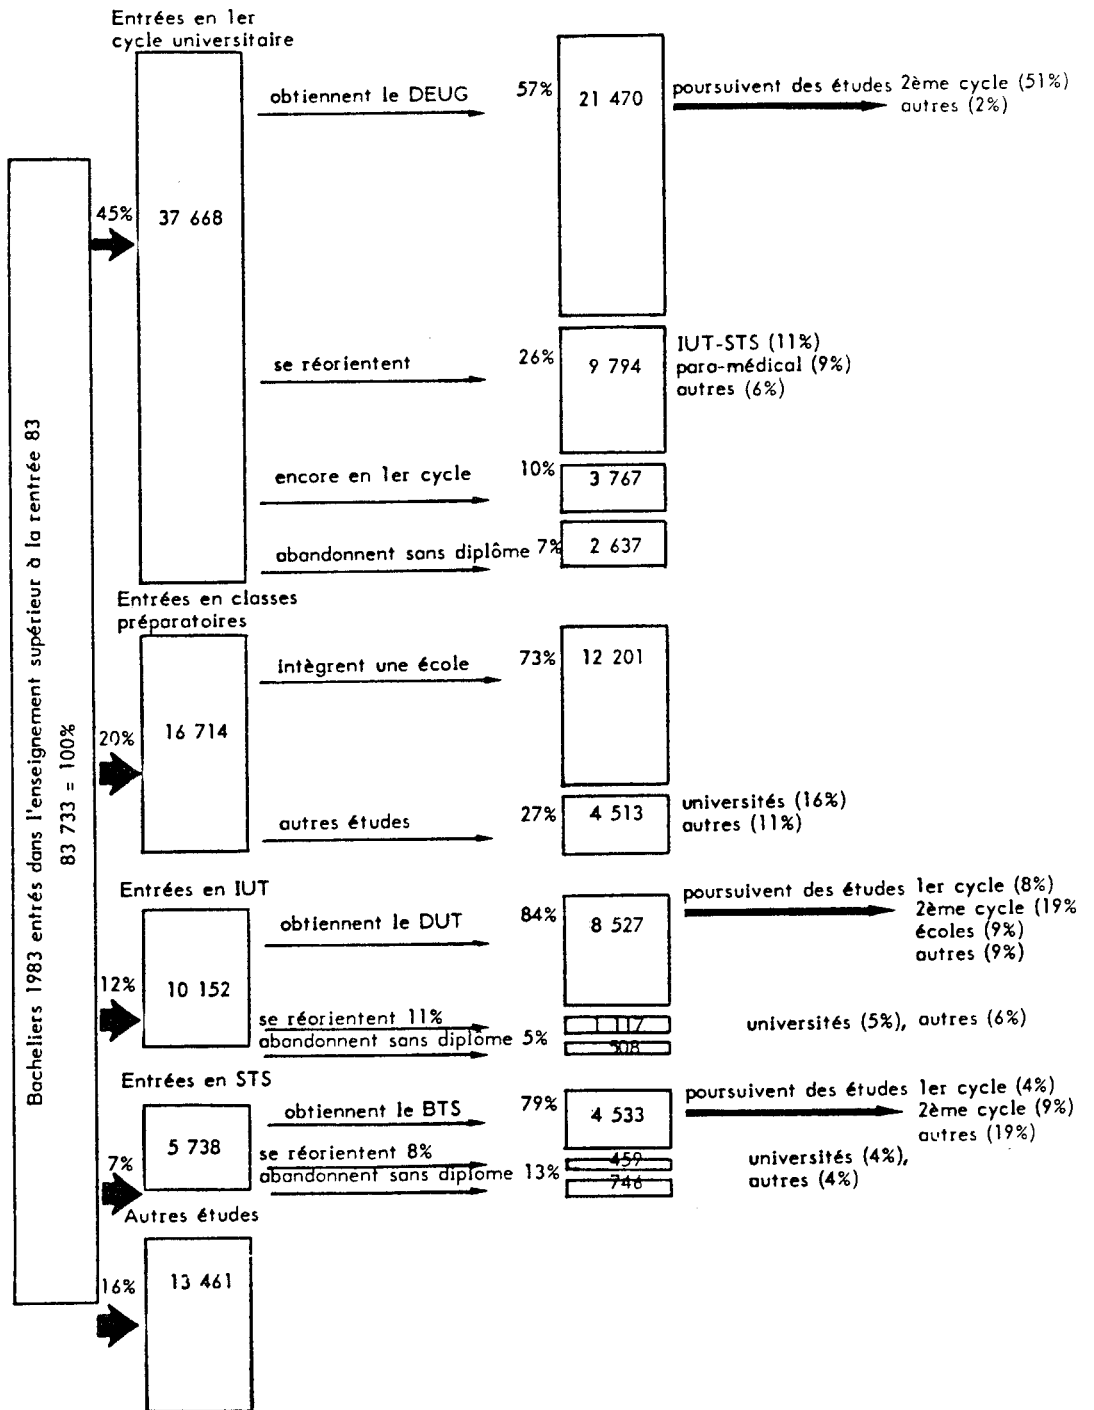 Entrées en 1er
cycle universitaire
obtiennent le DEUG
57%
21 470
poursuivent des études 2ème cycle (51%)
autres (2%)
45%
37 668
se réorientent
26%
9 794
IUT-STS (11%)
para-médical (9%)
autres (6%)
encore en 1er cycle
10%
3 767
abandonnent sans diplôme 7%
2 637
Bacheliers 1983 entrés dans l'enseignement supérieur à la rentrée 83
83 733 = 100%
Entrées en classes
préparatoires
intègrent une école
73%
12 201
20%
16 714
autres études
27%
4 513
universités (16%)
autres (11%)
Entrées en IUT
obtiennent le DUT
84%
8 527
poursuivent des études 1er cycle (8%)
2ème cycle (19%
écoles (9%)
autres (9%)
12%
10 152
se réorientent 11%
1 117
universités (5%), autres (6%)
abandonnent sans diplôme 5%
508
Entrées en STS
obtiennent le BTS
79%
4 533
poursuivent des études 1er cycle (4%)
2ème cycle (9%)
autres (19%)
7%
5 738
se réorientent 8%
459
universités (4%),
autres (4%)
abandonnent sans diplome 13%
746
Autres études
16%
13 461